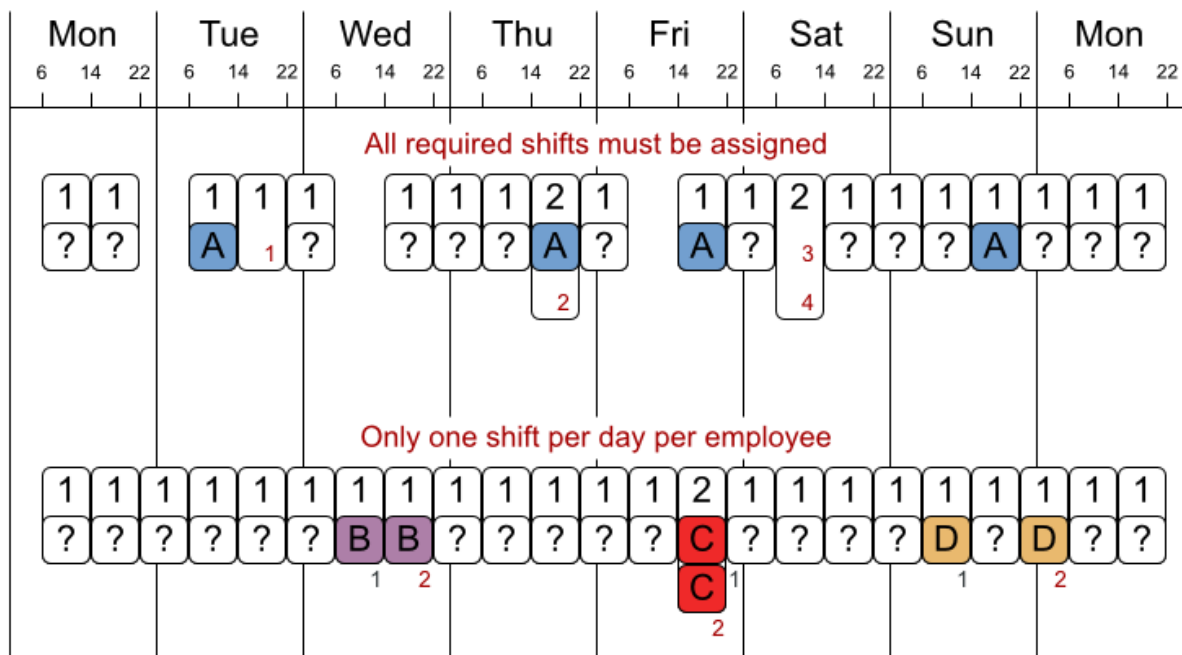 Mon Tue Wed Thu Fri Sat Sun Mon
6 14 22 6 14 22 6 14 22 6 14 22 6 14 22 6 14 22 6 14 22 6 14 22
All required shifts must be assigned
1 1 1 1 1 1 1 1 2 1 1 1 2 1 1 1 1 1 1 1
? ? A 1 ? ? ? ? A ? A ? 3 ? ? ? A ? ? ?
2 4
Only one shift per day per employee
1 1 1 1 1 1 1 1 1 1 1 1 1 2 1 1 1 1 1 1 1 1 1
? ? ? ? ? ? B B ? ? ? ? ? C ? ? ? ? D ? D ? ?
1 2 C 1 1 2
2